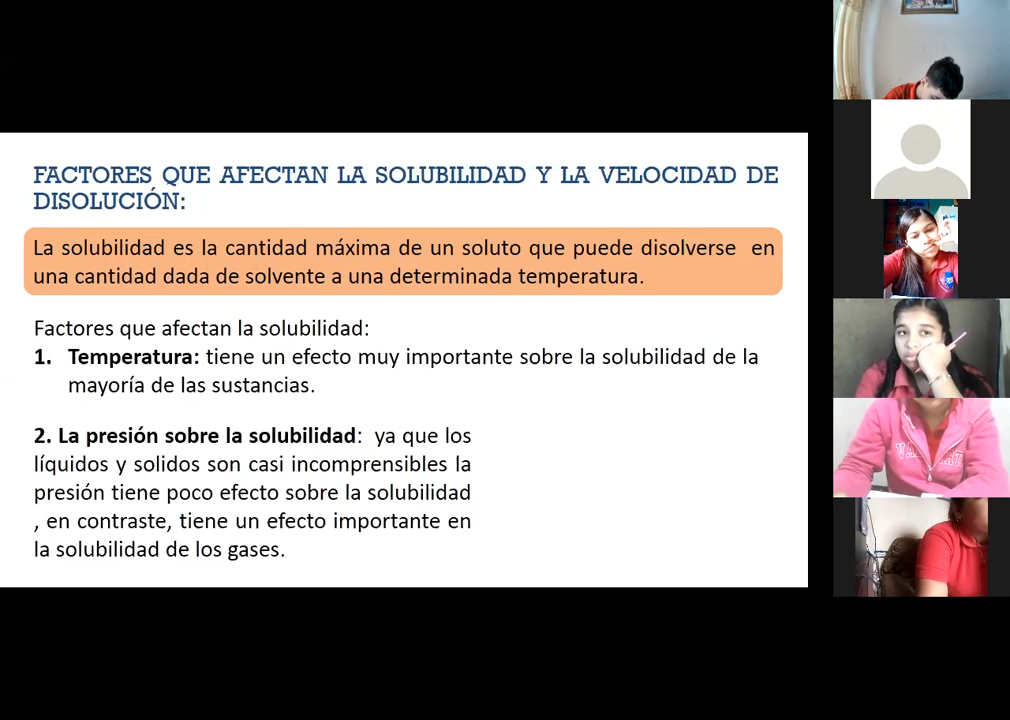 FACTORES QUE AFECTAN LA SOLUBILIDAD Y LA VELOCIDAD DE
DISOLUCIÓN:
La solubilidad es la cantidad máxima de un soluto que puede disolverse en
una cantidad dada de solvente a una determinada temperatura.
Factores que afectan la solubilidad:
1. Temperatura: tiene un efecto muy importante sobre la solubilidad de la
mayoría de las sustancias.
2. La presión sobre la solubilidad: ya que los
líquidos y solidos son casi incomprensibles la
presión tiene poco efecto sobre la solubilidad
, en contraste, tiene un efecto importante en
la solubilidad de los gases.